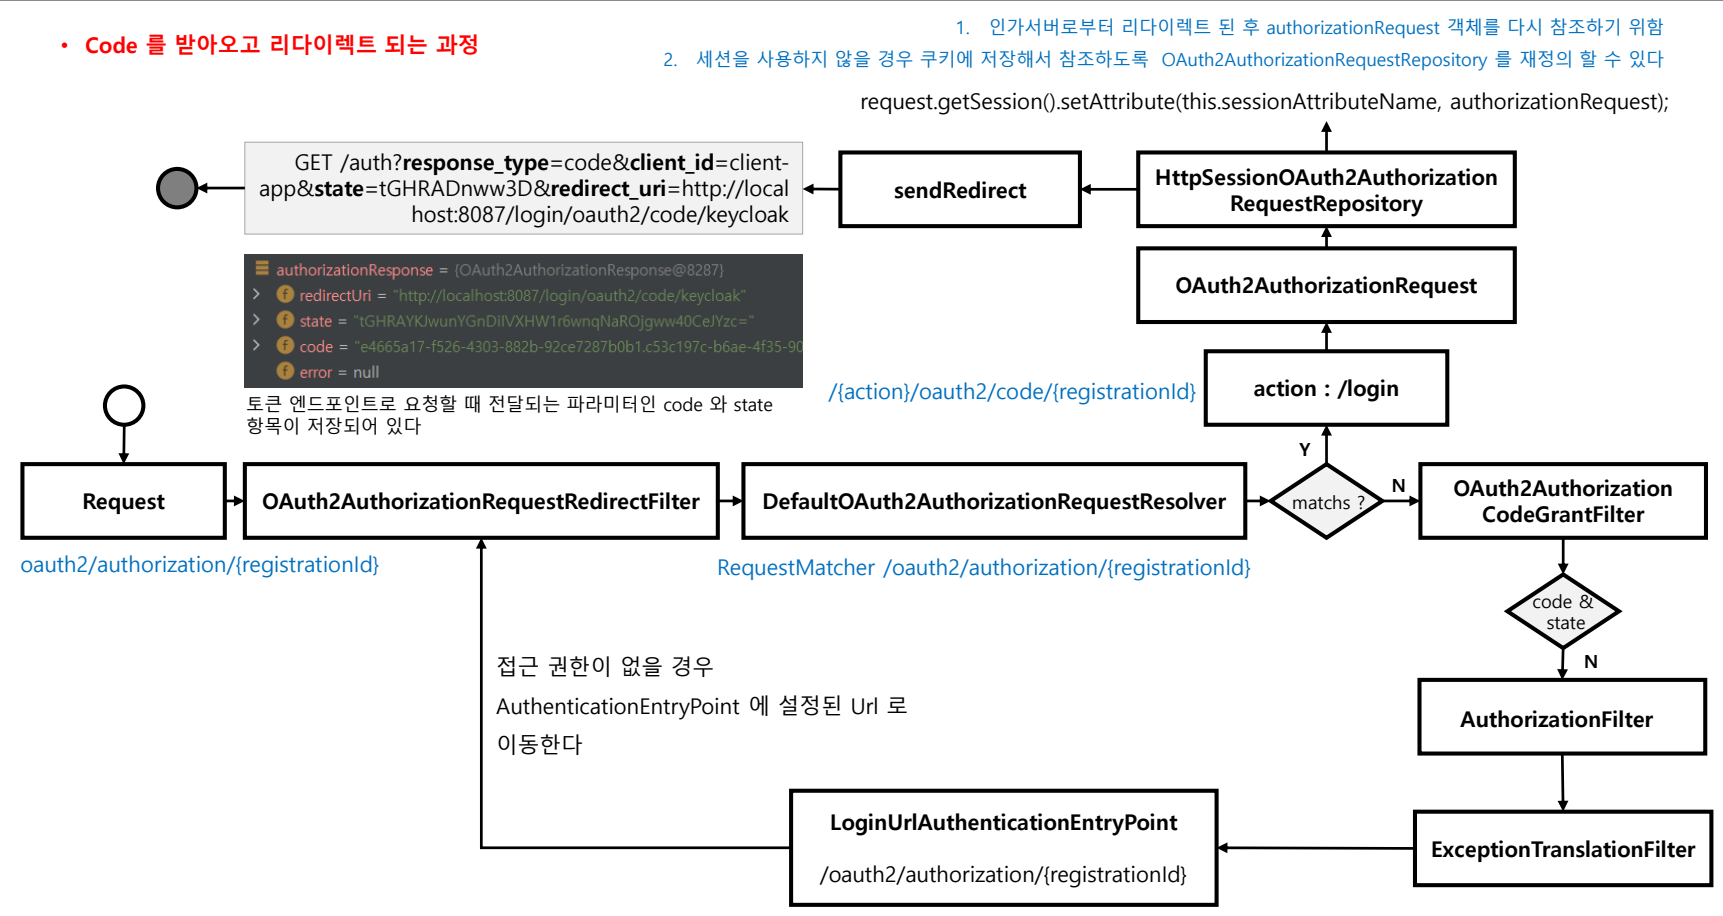 • Code 를 받아오고 리다이렉트 되는 과정
1. 인가서버로부터 리다이렉트 된 후 authorizationRequest 객체를 다시 참조하기 위함
2. 세션을 사용하지 않을 경우 쿠키에 저장해서 참조하도록 OAuth2AuthorizationRequestRepository 를 재정의 할 수 있다
request.getSession().setAttribute(this.sessionAttributeName, authorizationRequest);
GET /auth?response_type=code&client_id=client-
app&state=tGHRADnww3D&redirect_uri=http://local
host:8087/login/oauth2/code/keycloak
sendRedirect
HttpSessionOAuth2Authorization
RequestRepository
authorizationResponse = {OAuth2AuthorizationResponse@8287}
redirectUri = "http://localhost:8087/login/oauth2/code/keycloak"
state =
code = "e4665a17-f526-4303-882b-92ce7287b0b1.c53c197c-b6ae-4f35-90
error = null
OAuth2AuthorizationRequest
토큰 엔드포인트로 요청할 때 전달되는 파라미터인 code 와 state
항목이 저장되어 있다
/{action}/oauth2/code/{registrationId}
action : /login
Y
Request
OAuth2AuthorizationRequestRedirectFilter
DefaultOAuth2AuthorizationRequestResolver
matchs ?
N
OAuth2Authorization
CodeGrantFilter
oauth2/authorization/{registrationId}
RequestMatcher /oauth2/authorization/{registrationId}
code &
state
N
접근 권한이 없을 경우
AuthenticationEntryPoint 에 설정된 Url 로
이동한다
AuthorizationFilter
LoginUrlAuthenticationEntryPoint
/oauth2/authorization/{registrationId}
ExceptionTranslationFilter